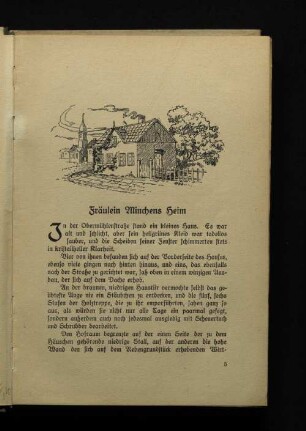 Fräulein Minchens Heim
In der Obermühlenstraße stand ein kleines Haus. Es war
alt und schlicht, aber sein hellgrünes Kleid war tadellos
sauber, und die Scheiben seiner Fenster schimmerten stets
in kristallheller Klarheit.
Vier von ihnen befanden sich auf der Vorderseite des Hauses,
ebenso viele gingen nach hinten hinaus, und eins, das ebenfalls
nach der Straße zu gerichtet war, saß oben in einem winzigen Aus-
bau, der auf dem Dache erhob.
An der braunen, niedrigen Haustür vermochte selbst das ge-
übteste Auge nie ein Stäubchen zu entdecken, und die fünf, sechs
Stufen der Holztreppe, die zu ihr emporführten, sahen ganz so
aus, als würden sie nicht nur alle Tage ein paarmal gefegt,
sondern außerdem auch noch jedesmal ausgiebig mit Scheuertuch
und Schrubber bearbeitet.
Den Hofraum begrenzte auf der einen Seite der zu dem
Häuschen gehörende niedrige Stall, auf der anderen die hohe
Wand des sich auf dem Nebengrundstück erhebenden Wirt-
5